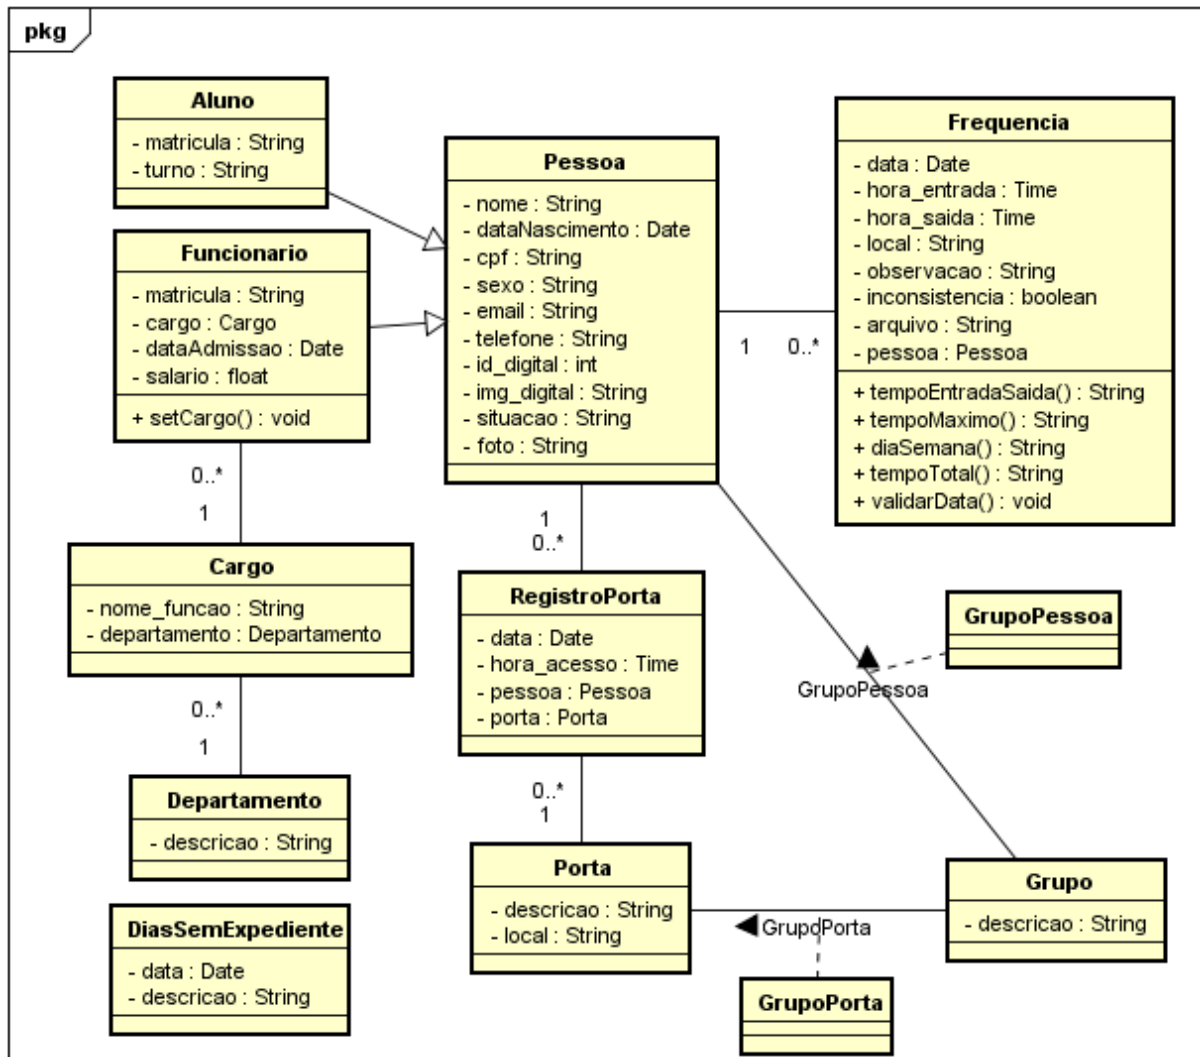 pkg
Aluno
- matricula : String
- turno : String
Funcionario
- matricula : String
- cargo : Cargo
- dataAdmissao : Date
- salario : float
+ setCargo() : void
0..*
1
Cargo
- nome_funcao : String
- departamento : Departamento
0..*
1
Departamento
- descricao : String
DiasSemExpediente
- data : Date
- descricao : String
Pessoa
- nome : String
- dataNascimento : Date
- cpf : String
- sexo : String
- email : String
- telefone : String
- id_digital : int
- img_digital : String
- situacao : String
- foto : String
1
0..*
RegistroPorta
- data : Date
- hora_acesso : Time
- pessoa : Pessoa
- porta : Porta
0..*
1
Porta
- descricao : String
- local : String
1 0..*
Frequencia
- data : Date
- hora_entrada : Time
- hora_saida : Time
- local : String
- observacao : String
- inconsistencia : boolean
- arquivo : String
- pessoa : Pessoa
+ tempoEntradaSaida() : String
+ tempoMaximo() : String
+ diaSemana() : String
+ tempoTotal() : String
+ validarData() : void
GrupoPessoa
GrupoPessoa
Grupo
- descricao : String
GrupoPorta
GrupoPorta